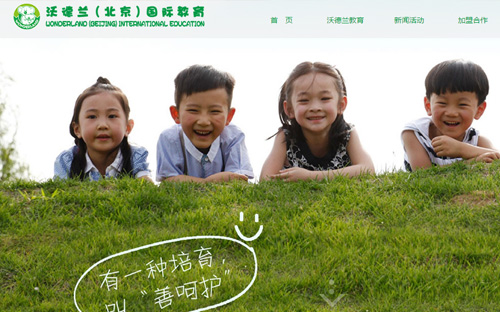 沃德兰（北京）国际教育
WONDERLAND (BEIJING) INTERNATIONAL EDUCATION
首 页 沃德兰教育 新闻活动 加盟合作
有一种培育，
叫“善呵护”